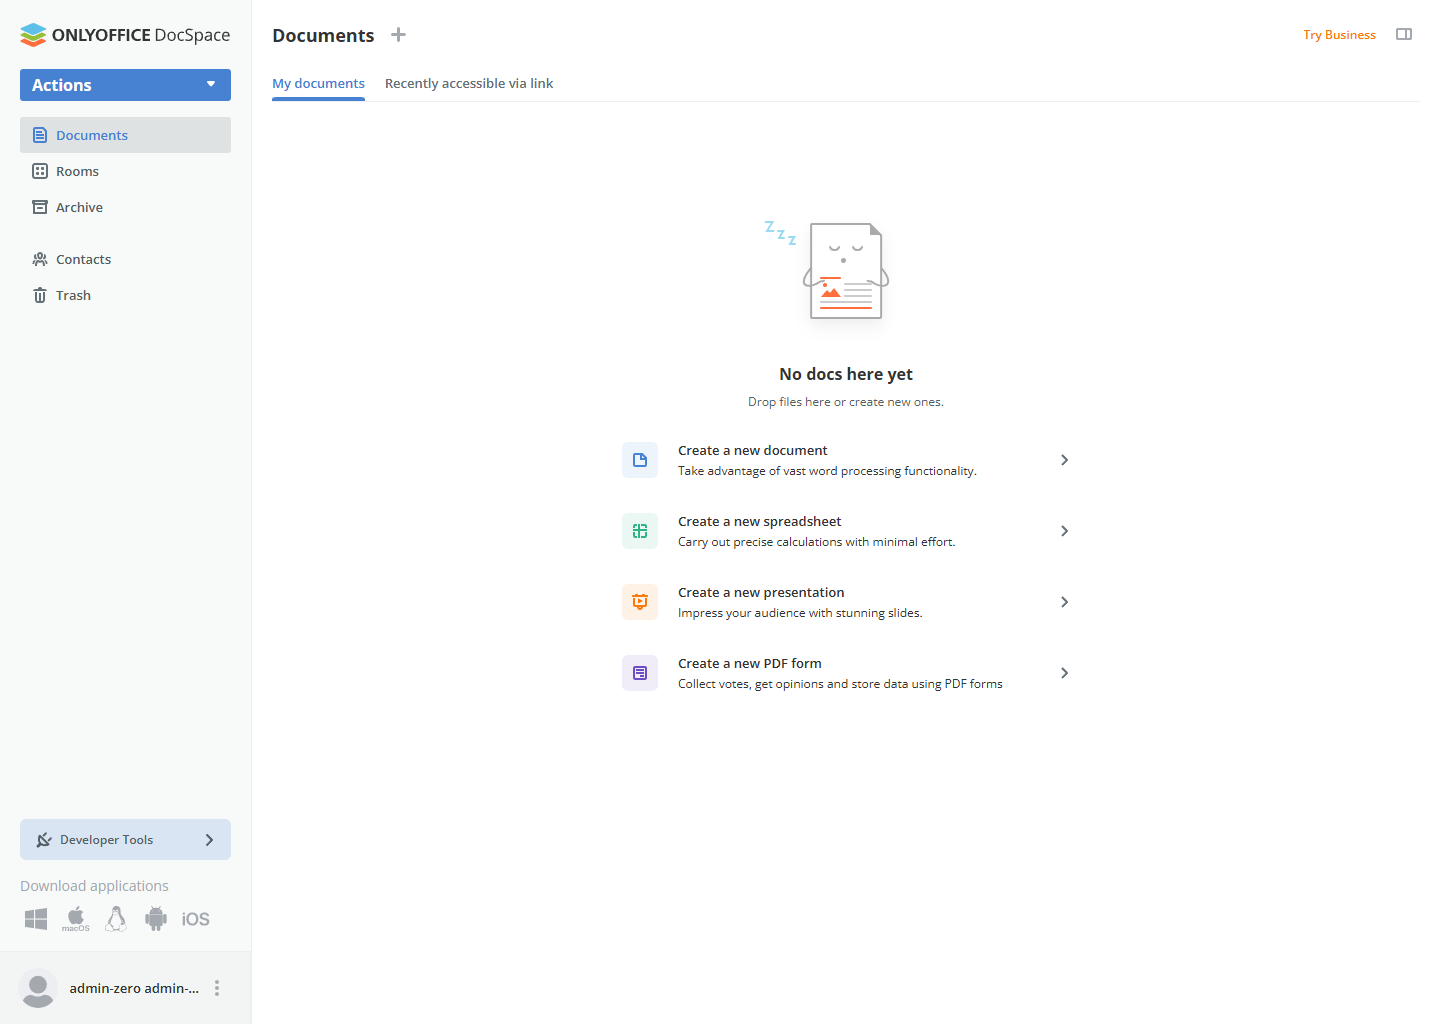 ONLYOFFICE DocSpace
Actions
Documents
Rooms
Archive
Contacts
Trash
Developer Tools
Download applications
macOS
iOS
admin-zero admin-...
Documents
Try Business
My documents
Recently accessible via link
Z Z Z
No docs here yet
Drop files here or create new ones.
Create a new document
Take advantage of vast word processing functionality.
Create a new spreadsheet
Carry out precise calculations with minimal effort.
Create a new presentation
Impress your audience with stunning slides.
Create a new PDF form
Collect votes, get opinions and store data using PDF forms